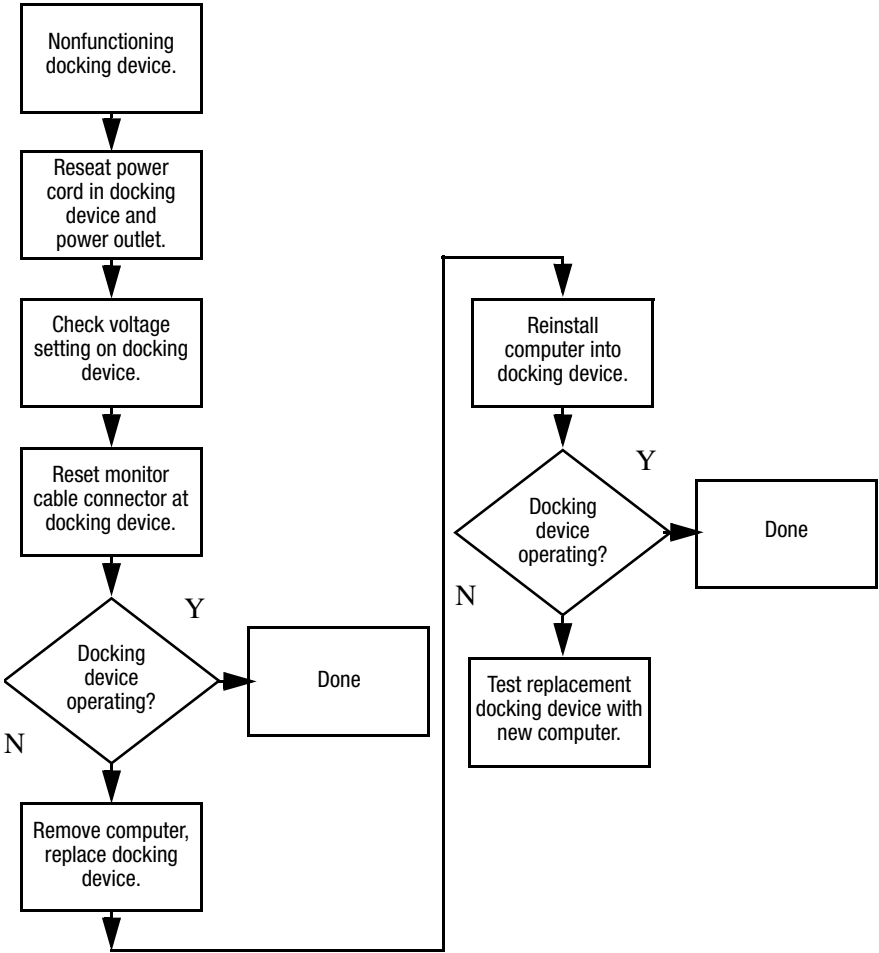 Nonfunctioning
docking device.
Reseat power
cord in docking
device and
power outlet.
Check voltage
setting on docking
device.
Reset monitor
cable connector at
docking device.
Y
Docking
device
operating?
Done
N
Remove computer,
replace docking
device.
Reinstall
computer into
docking device.
Y
Docking
device
operating?
Done
N
Test replacement
docking device with
new computer.